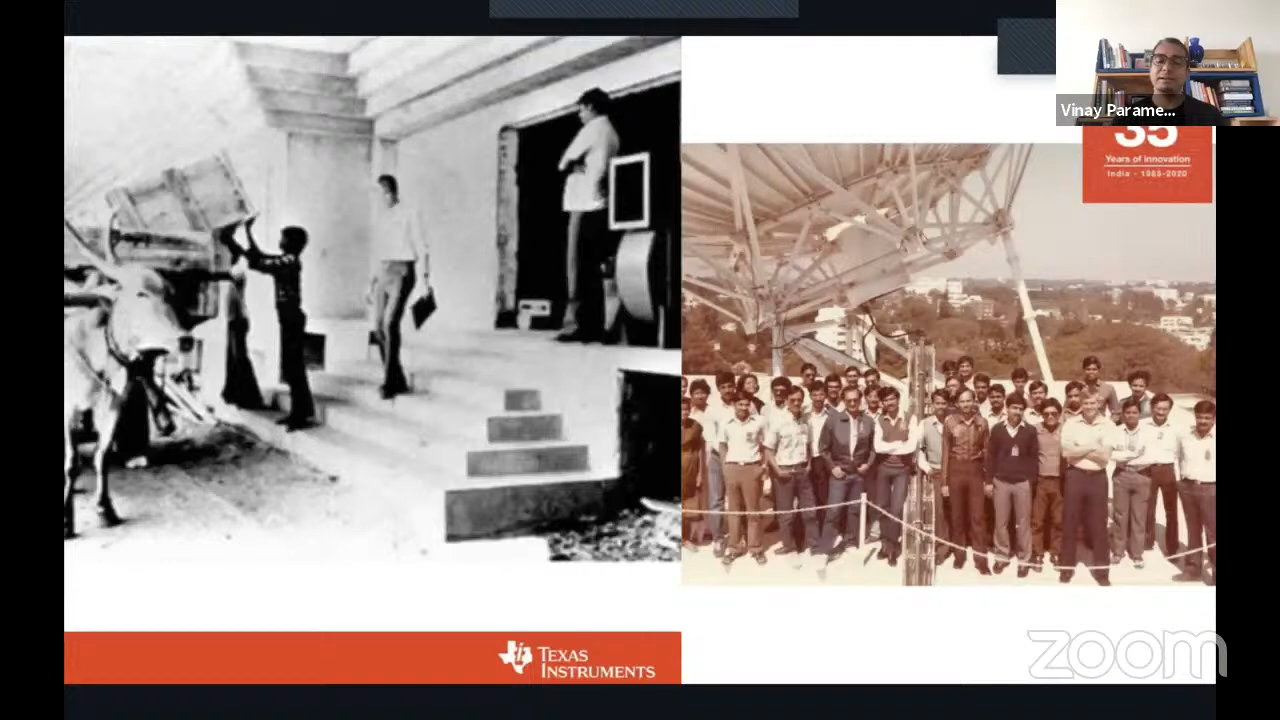 Vinay Parame...
35
Years of innovation
India - 1985-2020
TEXAS
INSTRUMENTS
zoom